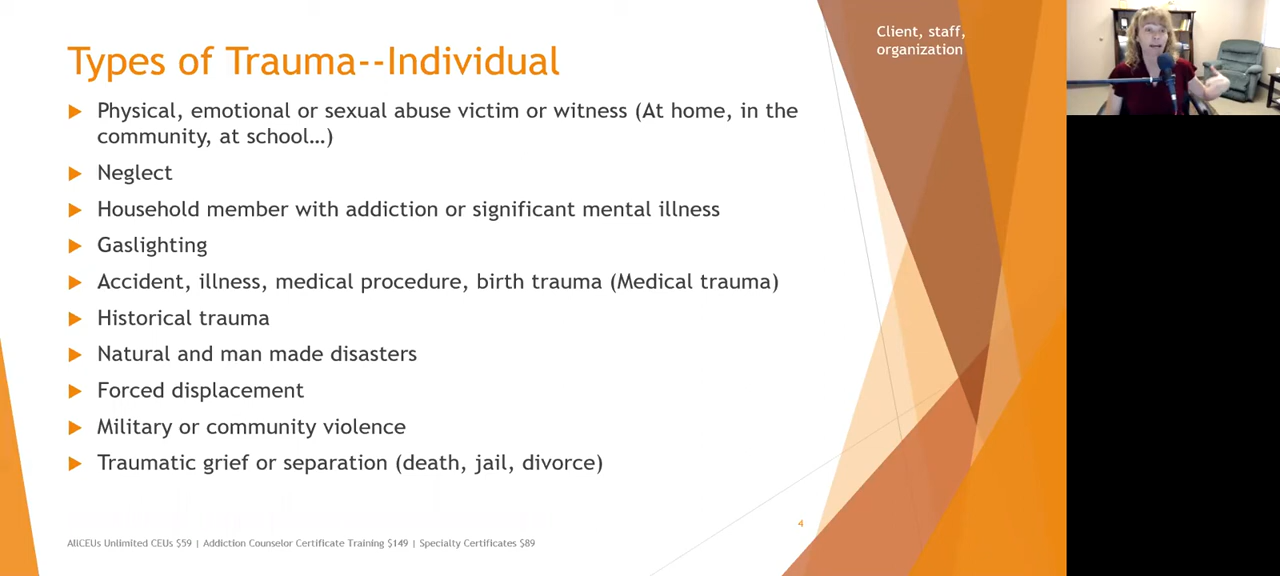 Types of Trauma--Individual
Client, staff,
organization
Physical, emotional or sexual abuse victim or witness (At home, in the
community, at school...)
Neglect
Household member with addiction or significant mental illness
Gaslighting
Accident, illness, medical procedure, birth trauma (Medical trauma)
Historical trauma
Natural and man made disasters
Forced displacement
Military or community violence
Traumatic grief or separation (death, jail, divorce)
4
AllCEUs Unlimited CEUs $59 | Addiction Counselor Certificate Training $149 | Specialty Certificates $89